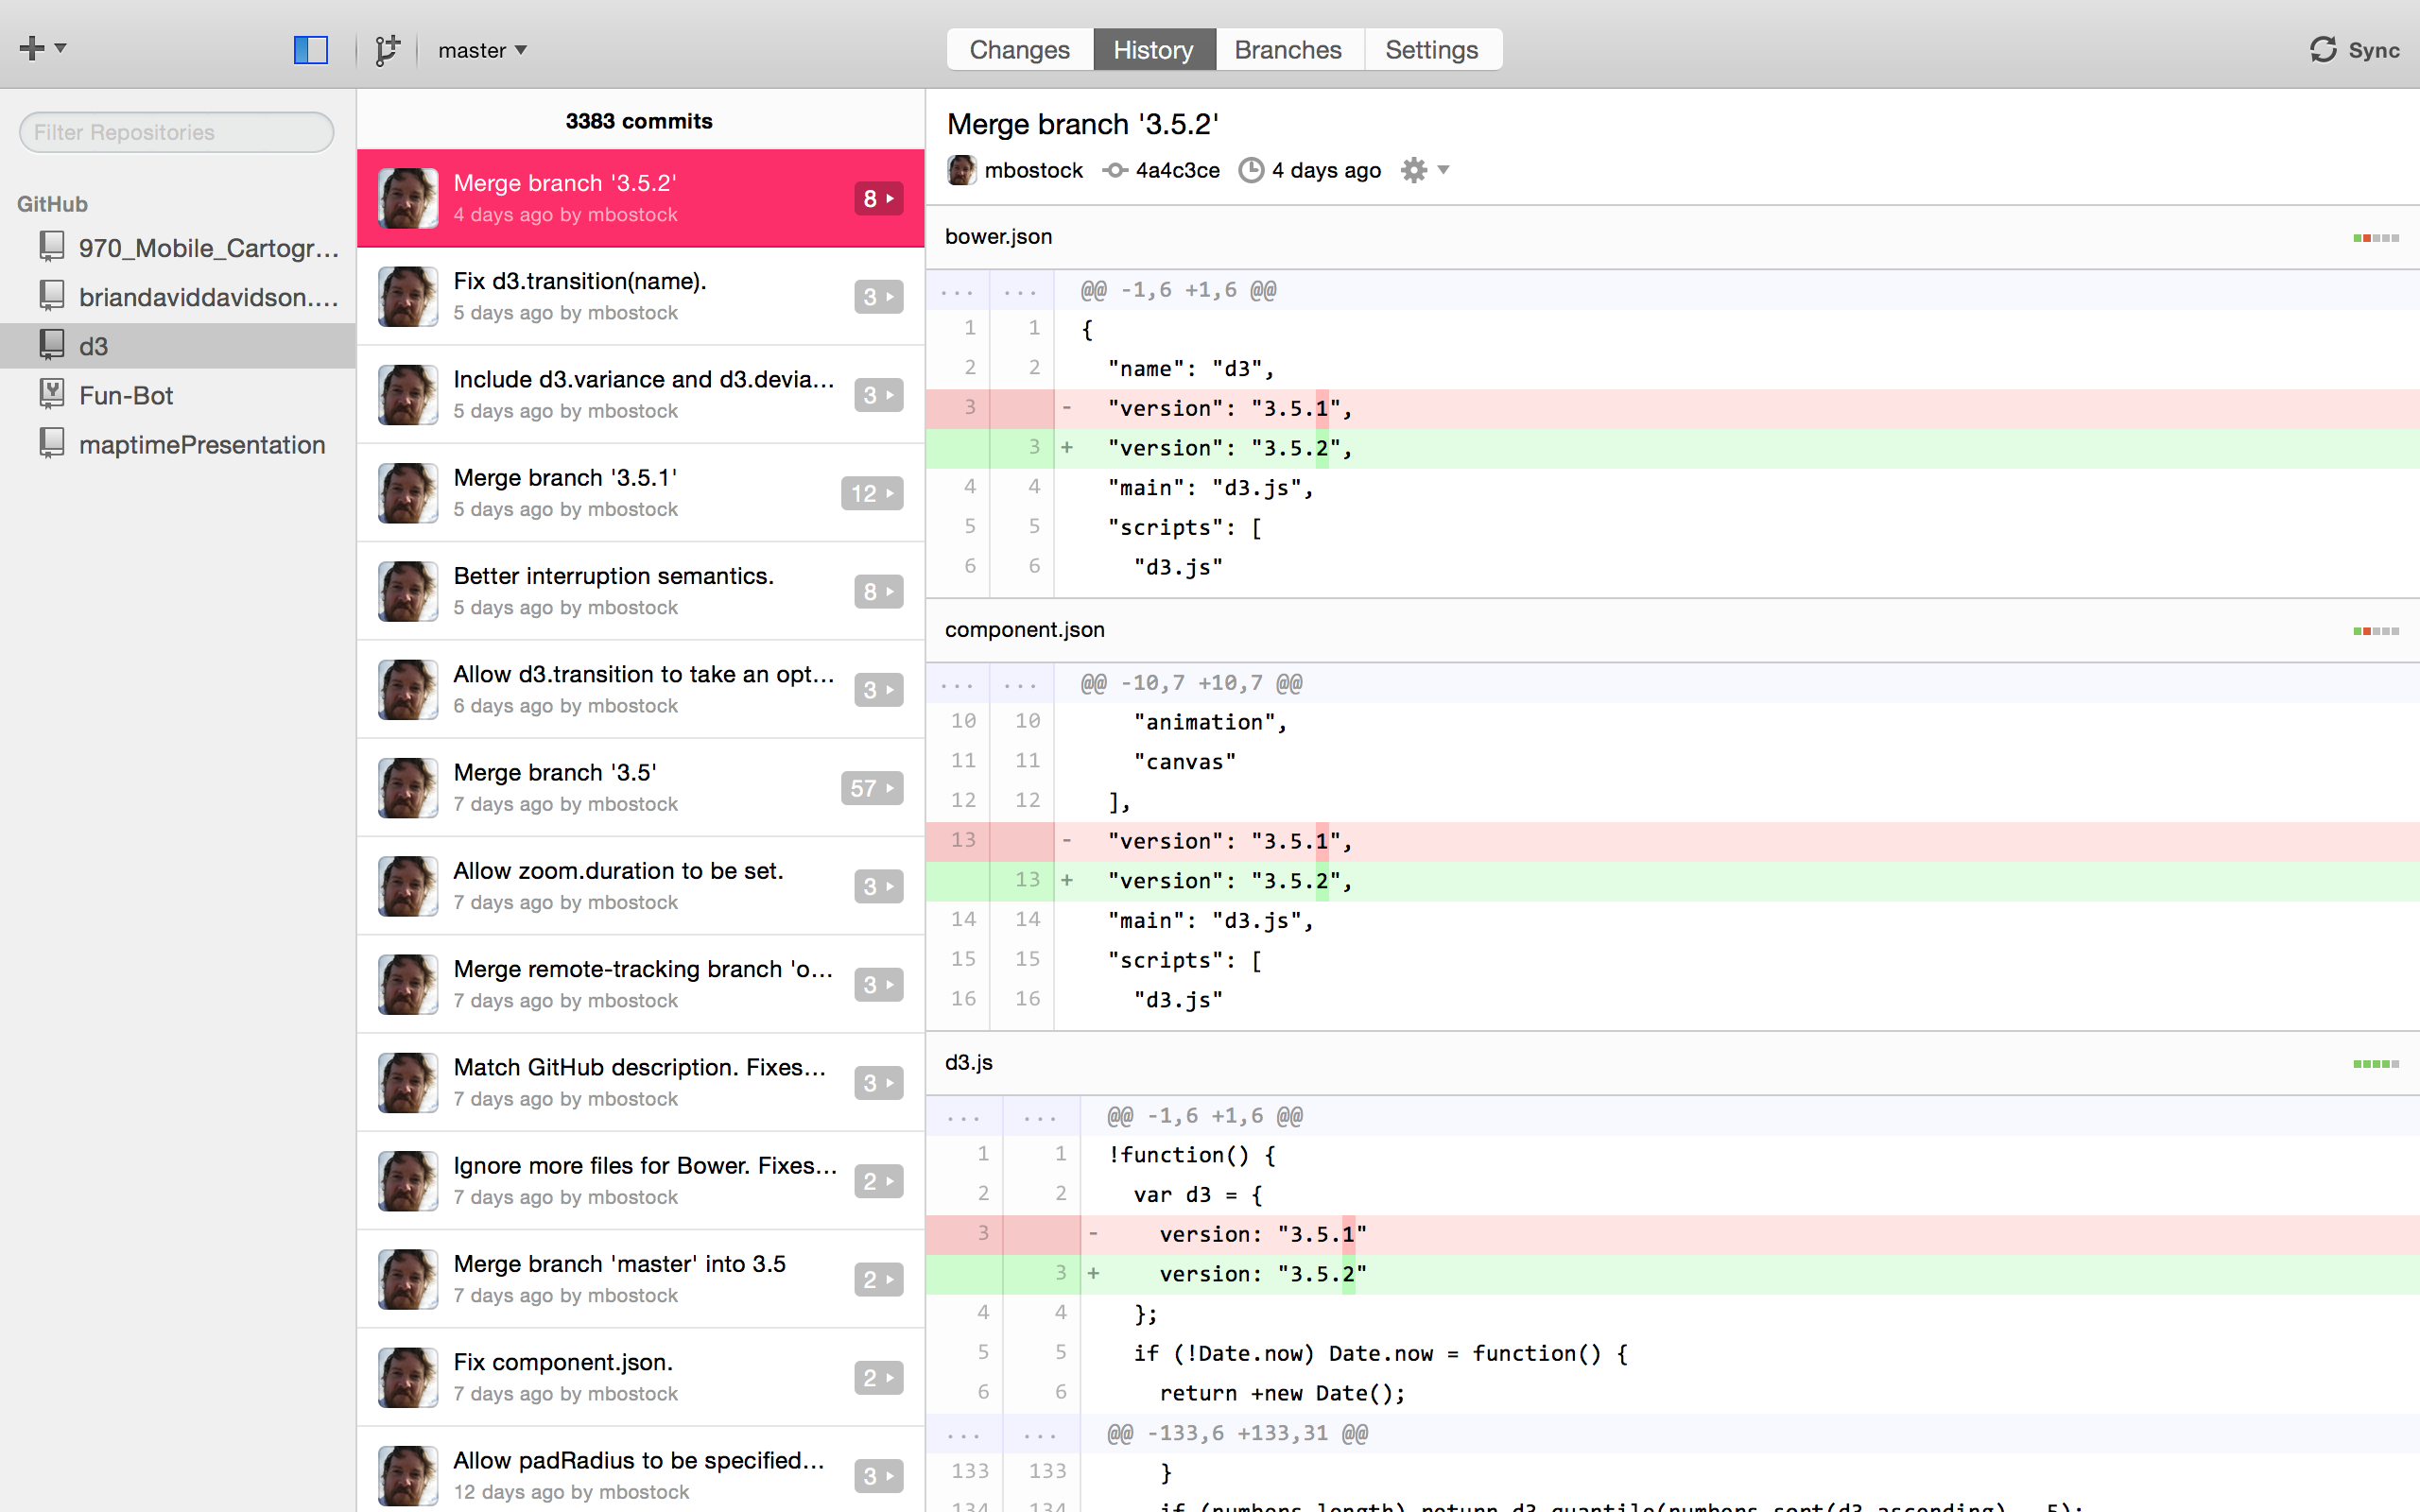 master
Changes History Branches Settings
Sync
Filter Repositories
GitHub
970_Mobile_Cartogr...
briandaviddavidson....
d3
Fun-Bot
maptimePresentation
3383 commits
Merge branch '3.5.2'
4 days ago by mbostock
8
Fix d3.transition(name).
5 days ago by mbostock
3
Include d3.variance and d3.devia...
5 days ago by mbostock
3
Merge branch '3.5.1'
5 days ago by mbostock
12
Better interruption semantics.
5 days ago by mbostock
8
Allow d3.transition to take an opt...
6 days ago by mbostock
3
Merge branch '3.5'
7 days ago by mbostock
57
Allow zoom.duration to be set.
7 days ago by mbostock
3
Merge remote-tracking branch 'o...
7 days ago by mbostock
3
Match GitHub description. Fixes...
7 days ago by mbostock
3
Ignore more files for Bower. Fixes...
7 days ago by mbostock
2
Merge branch 'master' into 3.5
7 days ago by mbostock
2
Fix component.json.
7 days ago by mbostock
2
Allow padRadius to be specified...
12 days ago by mbostock
3
Merge branch '3.5.2'
mbostock 4a4c3ce 4 days ago
bower.json
... ... @@ -1,6 +1,6 @@
1 1 {
2 2 "name": "d3",
3 - "version": "3.5.1",
3 + "version": "3.5.2",
4 4 "main": "d3.js",
5 5 "scripts": [
6 6 "d3.js"
component.json
... ... @@ -10,7 +10,7 @@
10 10 "animation",
11 11 "canvas"
12 12 ],
13 - "version": "3.5.1",
13 + "version": "3.5.2",
14 14 "main": "d3.js",
15 15 "scripts": [
16 16 "d3.js"
d3.js
... ... @@ -1,6 +1,6 @@
1 1 !function() {
2 2 var d3 = {
3 - version: "3.5.1"
3 + version: "3.5.2"
4 4 };
5 5 if (!Date.now) Date.now = function() {
6 6 return +new Date();
... ... @@ -133,6 +133,31 @@
133 133 }
134 134 if (numbers.length) return d3.quantile(numbers.sort(d3.ascending), .5);